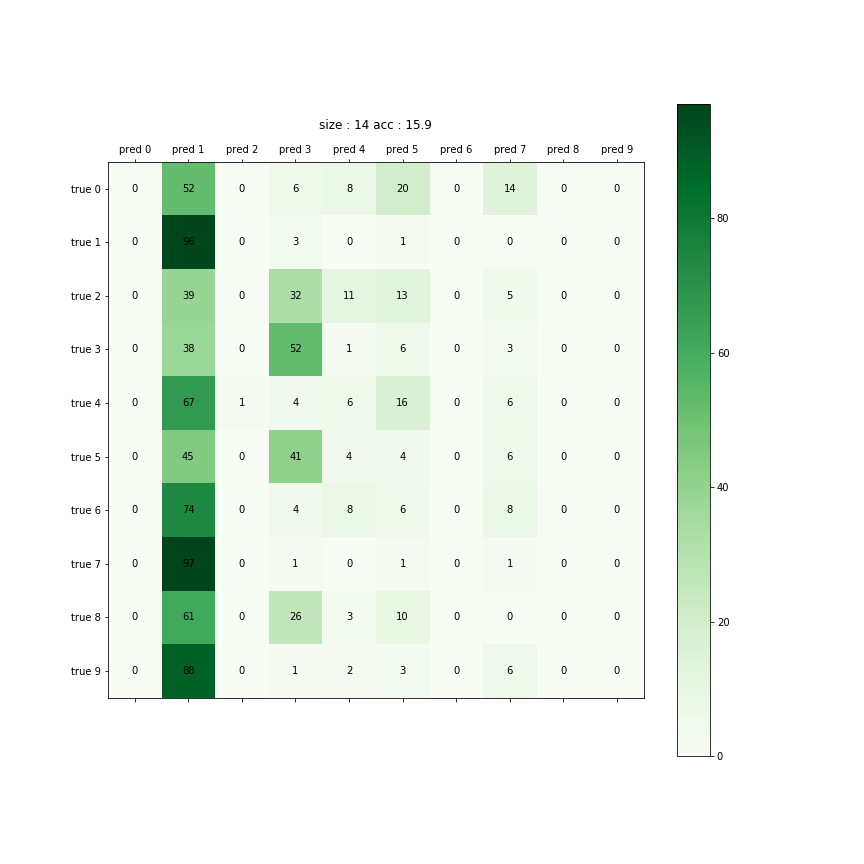 size : 14 acc : 15.9
pred 0 pred 1 pred 2 pred 3 pred 4 pred 5 pred 6 pred 7 pred 8 pred 9
true 0 0 52 0 6 8 20 0 14 0 0
true 1 0 96 0 3 0 1 0 0 0 0
true 2 0 39 0 32 11 13 0 5 0 0
true 3 0 38 0 52 1 6 0 3 0 0
true 4 0 67 1 4 6 16 0 6 0 0
true 5 0 45 0 41 4 4 0 6 0 0
true 6 0 74 0 4 8 6 0 8 0 0
true 7 0 97 0 1 0 1 0 1 0 0
true 8 0 61 0 26 3 10 0 0 0 0
true 9 0 88 0 1 2 3 0 6 0 0
80
60
40
20
0